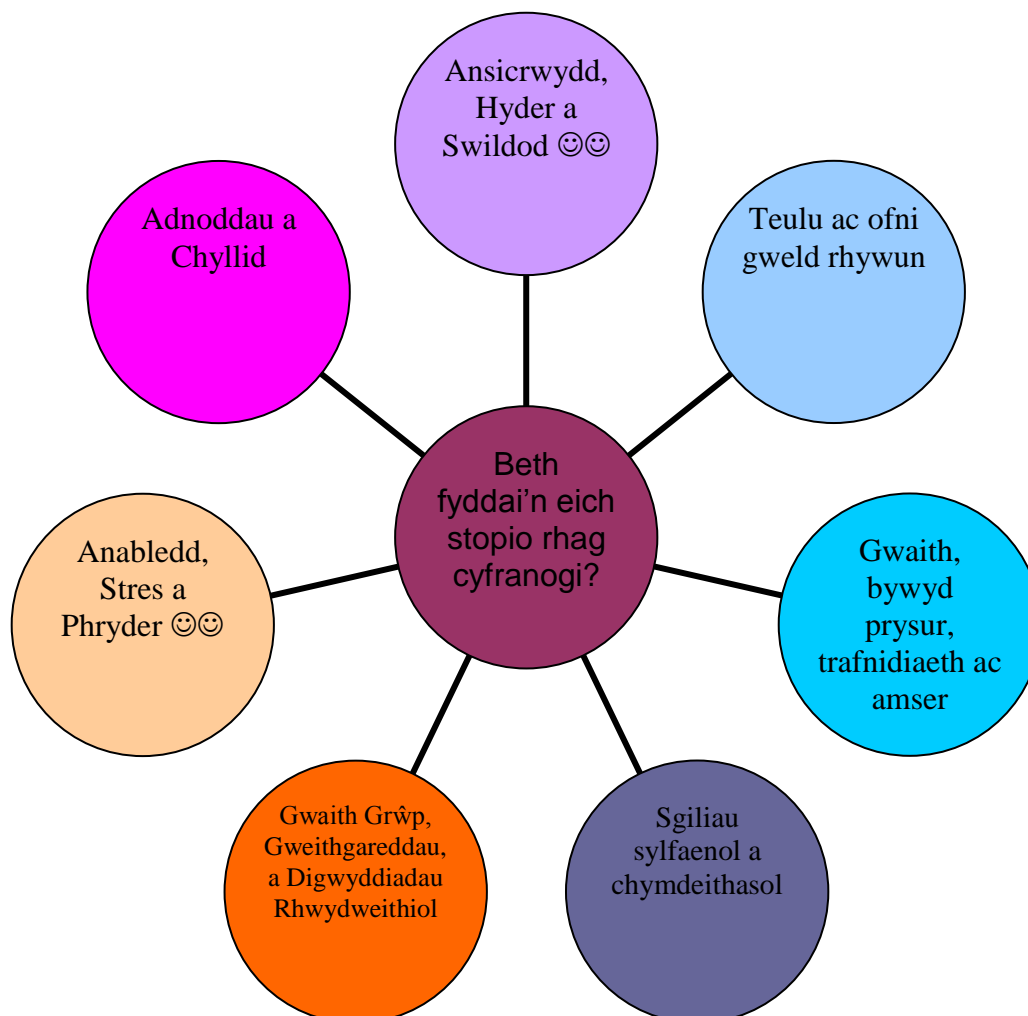 Ansicrwydd,
Hyder a
Swildod ☺☺
Teulu ac ofni
gweld rhywun
Gwaith,
bywyd
prysur,
trafnidiaeth ac
amser
Sgiliau
sylfaenol a
chymdeithasol
Gwaith Grŵp,
Gweithgareddau,
a Digwyddiadau
Rhwydweithiol
Anabledd,
Stres a
Phryder ☺☺
Adnoddau a
Chyllid
Beth
fyddai’n eich
stopio rhag
cyfranogi?